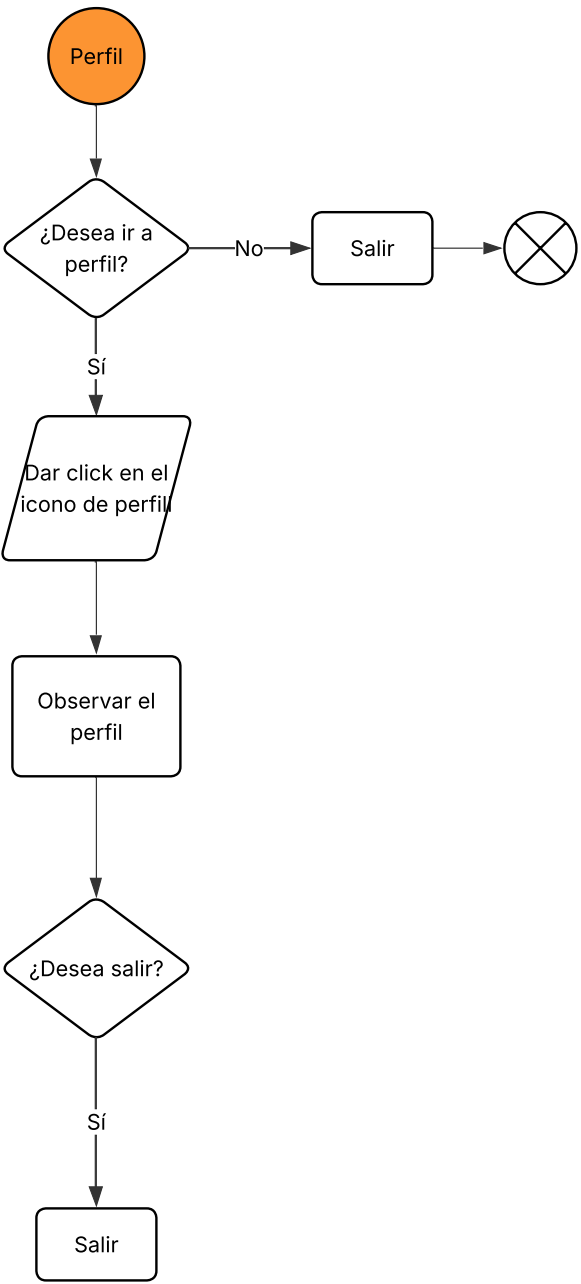 Perfil
¿Desea ir a
perfil?
No
Salir
Sí
Dar click en el
icono de perfill
Observar el
perfil
¿Desea salir?
Sí
Salir